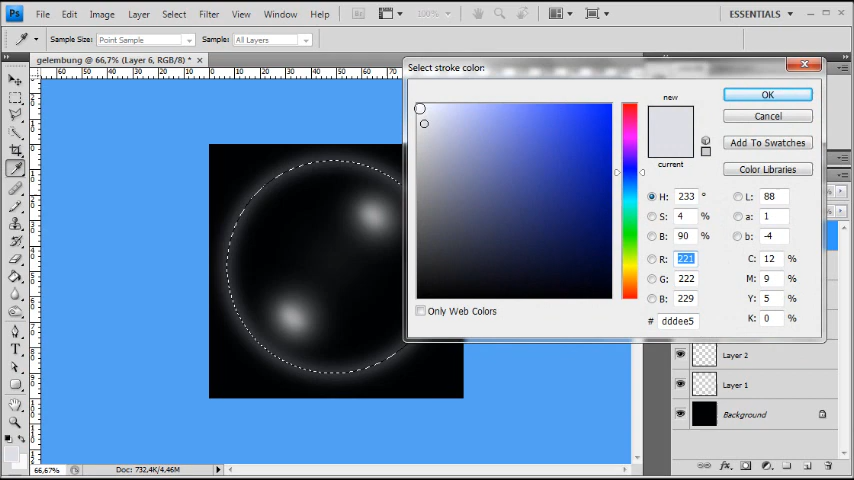 Ps File Edit Image Layer Select Filter Analysis View Window Help 100% ESSENTIALS
Sample Size: Point Sample Sample: All Layers
gelembung @ 66,7% (Layer 6, RGB/8) *
Select stroke color:
new
OK
Cancel
current
Add To Swatches
Color Libraries
H: 233 ° L: 88
S: 4 % a: 1
B: 90 % b: -4
R: 221 C: 12 %
G: 222 M: 9 %
B: 229 Y: 5 %
# dddee5 K: 0 %
Only Web Colors
Layer 2
Layer 1
Background
66,67% Doc: 732,4K/4,46M